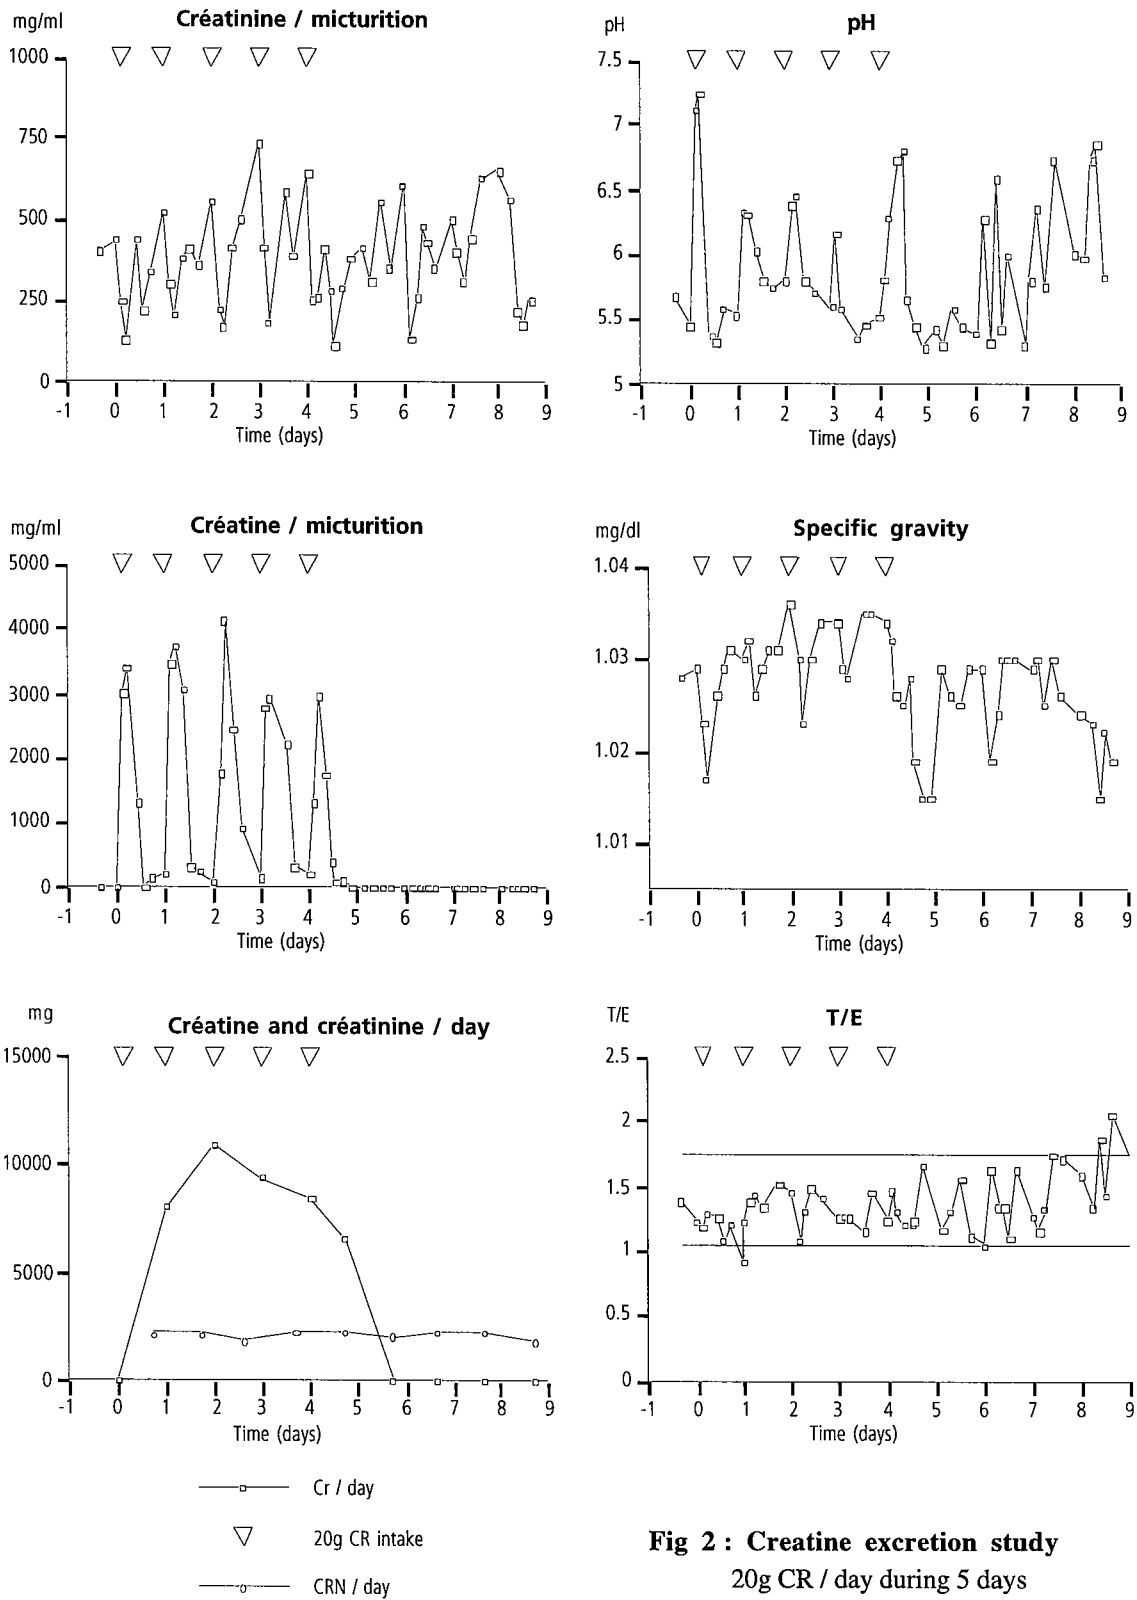 mg/ml
Créatinine / micturition
1000
750
500
250
0
-1 0 1 2 3 4 5 6 7 8 9
Time (days)
pH
pH
7.5
7
6.5
6
5.5
5
-1 0 1 2 3 4 5 6 7 8 9
Time (days)
mg/ml
Créatine / micturition
5000
4000
3000
2000
1000
0
-1 0 1 2 3 4 5 6 7 8 9
Time (days)
mg/dl
Specific gravity
1.04
1.03
1.02
1.01
-1 0 1 2 3 4 5 6 7 8 9
Time (days)
mg
Créatine and créatinine / day
15000
10000
5000
0
-1 0 1 2 3 4 5 6 7 8 9
Time (days)
T/E
T/E
2.5
2
1.5
1
0.5
0
-1 0 1 2 3 4 5 6 7 8 9
Time (days)
Cr / day
20g CR intake
CRN / day
Fig 2 : Creatine excretion study
20g CR / day during 5 days